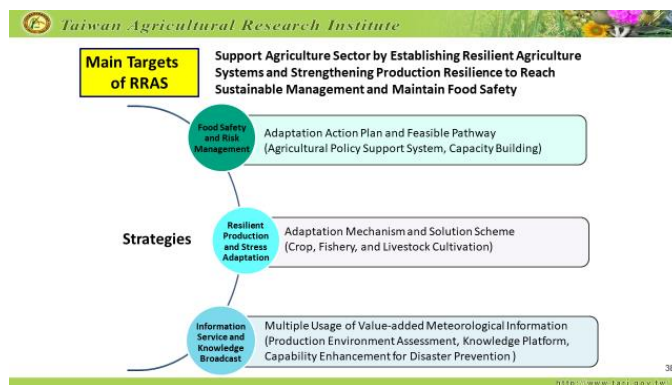 Taiwan Agricultural Research Institute
Main Targets
of RRAS
Support Agriculture Sector by Establishing Resilient Agriculture
Systems and Strengthening Production Resilience to Reach
Sustainable Management and Maintain Food Safety
Food Safety
and Risk
Management
Adaptation Action Plan and Feasible Pathway
(Agricultural Policy Support System, Capacity Building)
Strategies
Resilient
Production
and Stress
Adaptation
Adaptation Mechanism and Solution Scheme
(Crop, Fishery, and Livestock Cultivation)
Information
Service and
Knowledge
Broadcast
Multiple Usage of Value-added Meteorological Information
(Production Environment Assessment, Knowledge Platform,
Capability Enhancement for Disaster Prevention)